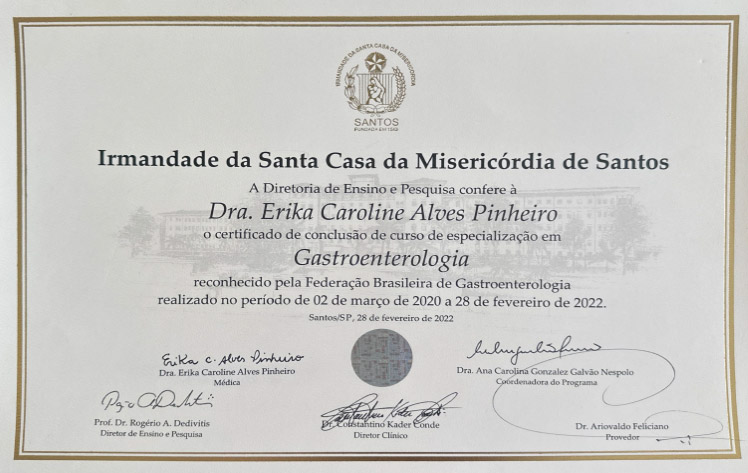 IRMANDADE DA SANTA CASA DA MISERICÓRDIA
SANTOS
FUNDADA EM 1543
Irmandade da Santa Casa da Misericórdia de Santos
A Diretoria de Ensino e Pesquisa confere à
Dra. Erika Caroline Alves Pinheiro
o certificado de conclusão de curso de especialização em
Gastroenterologia
reconhecido pela Federação Brasileira de Gastroenterologia
realizado no período de 02 de março de 2020 a 28 de fevereiro de 2022.
Santos/SP, 28 de fevereiro de 2022
Erika C. Alves Pinheiro
Dra. Erika Caroline Alves Pinheiro
Médica
Dra. Ana Carolina Gonzalez Galvão Nespolo
Coordenadora do Programa
Prof. Dr. Rogério A. Dedivitis
Diretor de Ensino e Pesquisa
Dr. Constantino Kader Conde
Diretor Clínico
Dr. Ariovaldo Feliciano
Provedor